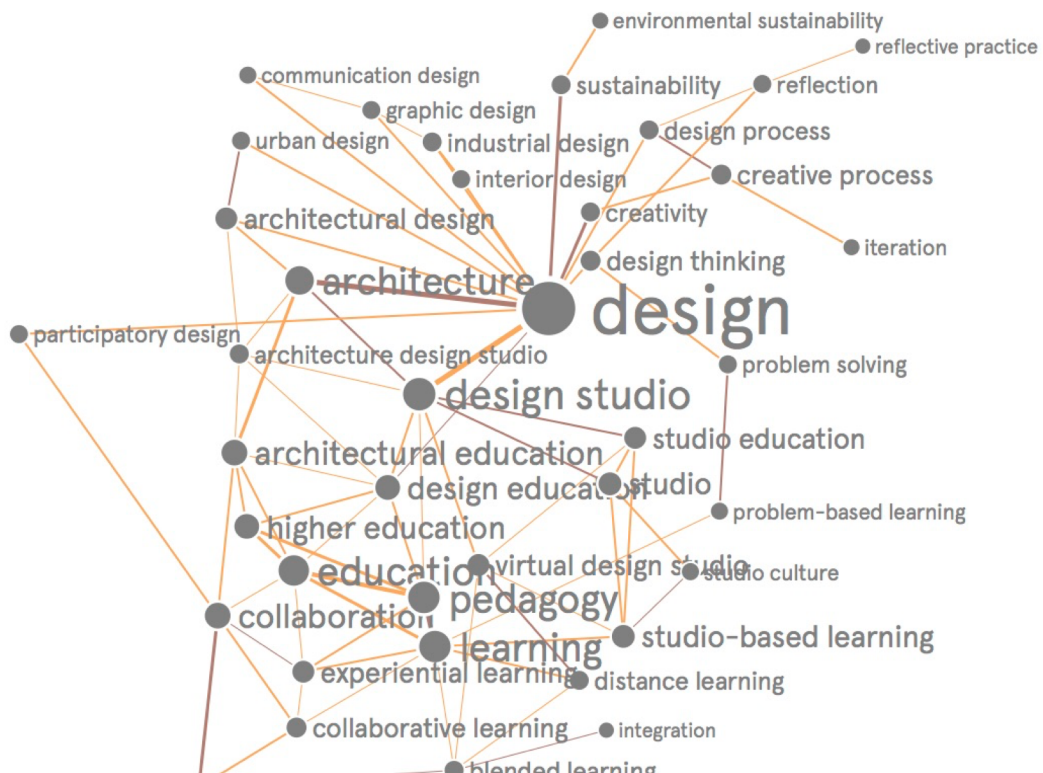 environmental sustainability
reflective practice
communication design
sustainability
reflection
graphic design
design process
urban design
industrial design
interior design
creative process
creativity
architectural design
iteration
design thinking
architecture
design
participatory design
architecture design studio
problem solving
design studio
studio education
architectural education
studio
design education
problem-based learning
higher education
virtual design studio
education
studio culture
pedagogy
collaboration
studio-based learning
learning
experiential learning
distance learning
collaborative learning
integration
blended learning